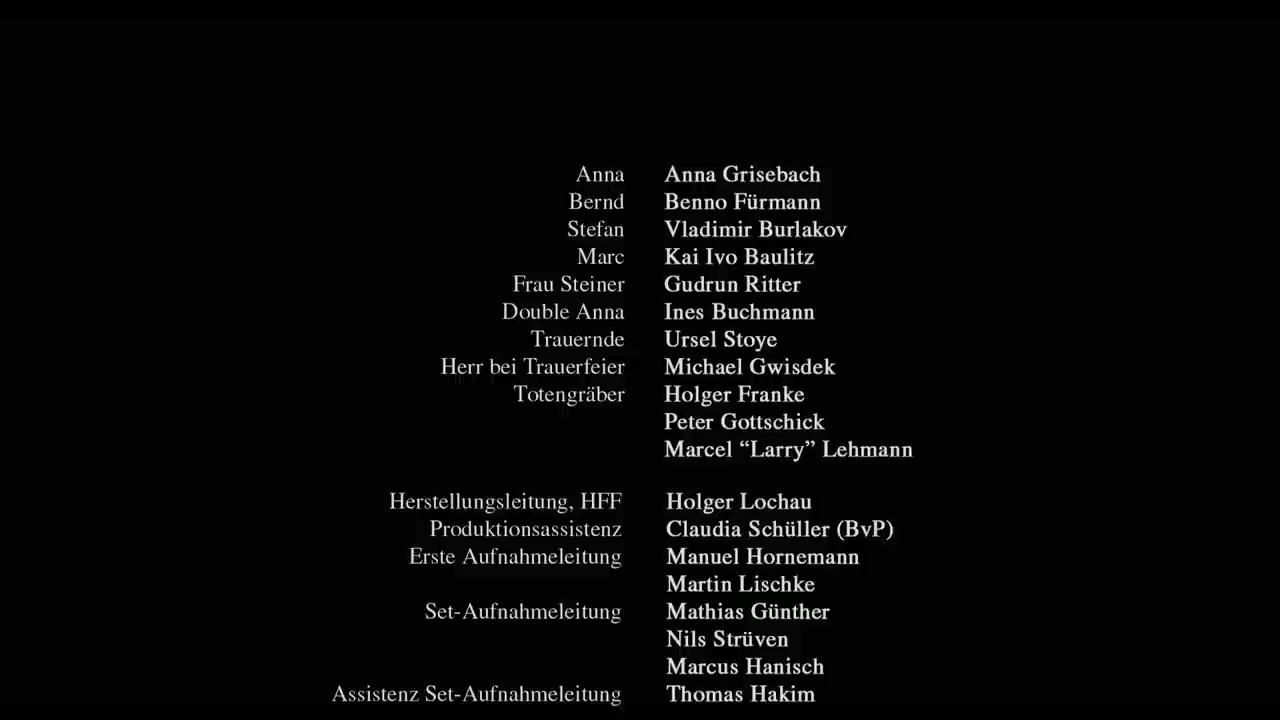 Anna Anna Grisebach
Bernd Benno Fürmann
Stefan Vladimir Burlakov
Marc Kai Ivo Baulitz
Frau Steiner Gudrun Ritter
Double Anna Ines Buchmann
Trauernde Ursel Stoye
Herr bei Trauerfeier Michael Gwisdek
Totengräber Holger Franke
Peter Gottschick
Marcel “Larry” Lehmann
Herstellungsleitung, HFF Holger Lochau
Produktionsassistenz Claudia Schüller (BvP)
Erste Aufnahmeleitung Manuel Hornemann
Martin Lischke
Set-Aufnahmeleitung Mathias Günther
Nils Strüven
Marcus Hanisch
Assistenz Set-Aufnahmeleitung Thomas Hakim